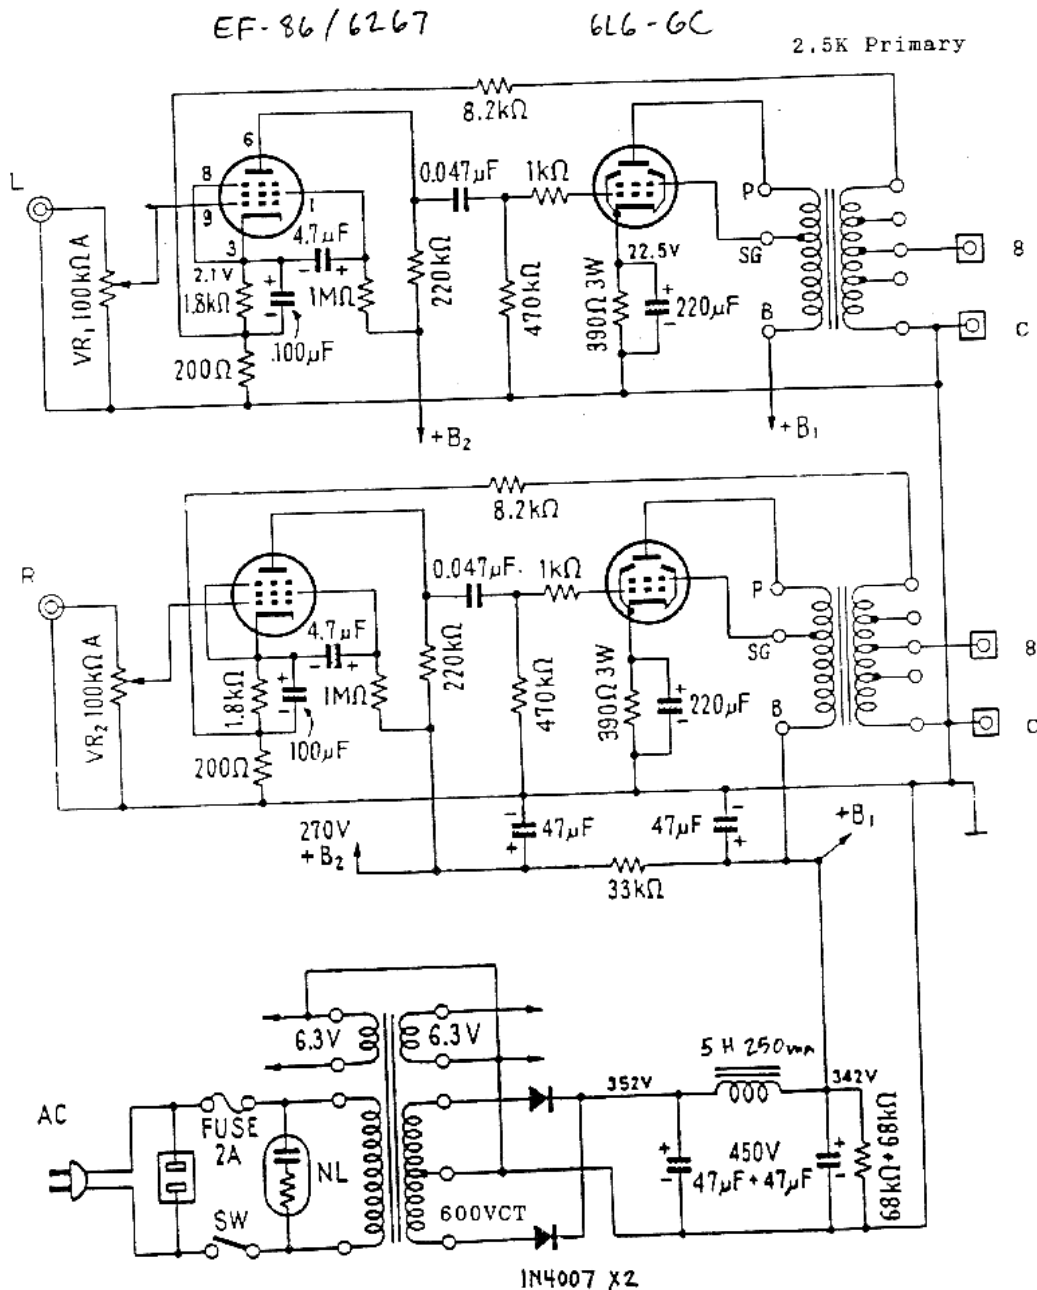 EF-86/6267
6L6-GC
2.5K Primary
8.2kΩ
L
6
8
9
1
3
0.047μF
1kΩ
P
SG
B
8
C
VR₁ 100kΩ A
2.1V
1.8kΩ
4.7μF
- +
1MΩ
+
-
100μF
220kΩ
470kΩ
22.5V
390Ω 3W
+
-
220μF
200Ω
+B₂
+B₁
8.2kΩ
R
0.047μF
1kΩ
P
SG
B
8
C
VR₂ 100kΩ A
1.8kΩ
4.7μF
- +
1MΩ
+
-
100μF
220kΩ
470kΩ
390Ω 3W
+
-
220μF
200Ω
270V
+B₂
-
+
47μF
47μF
-
+
+B₁
33kΩ
6.3V
6.3V
5H 250ma
352V
342V
AC
FUSE
2A
NL
SW
600VCT
450V
+
-
47μF+47μF
+
-
68kΩ+68kΩ
1N4007 X2